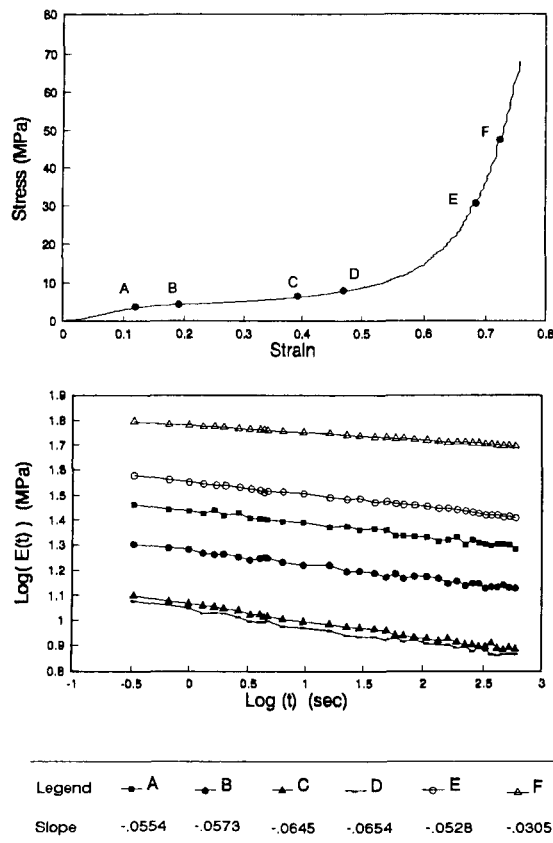 80
70
60
50
40
30
20
10
0
Stress (MPa)
A
B
C
D
E
F
0 0.1 0.2 0.3 0.4 0.5 0.6 0.7 0.8
Strain
1.9
1.8
1.7
1.6
1.5
1.4
1.3
1.2
1.1
1
0.9
0.8
Log( E(t) ) (MPa)
-1 -0.5 0 0.5 1 1.5 2 2.5 3
Log (t) (sec)
Legend A B C D E F
Slope -.0554 -.0573 -.0645 -.0654 -.0528 -.0305